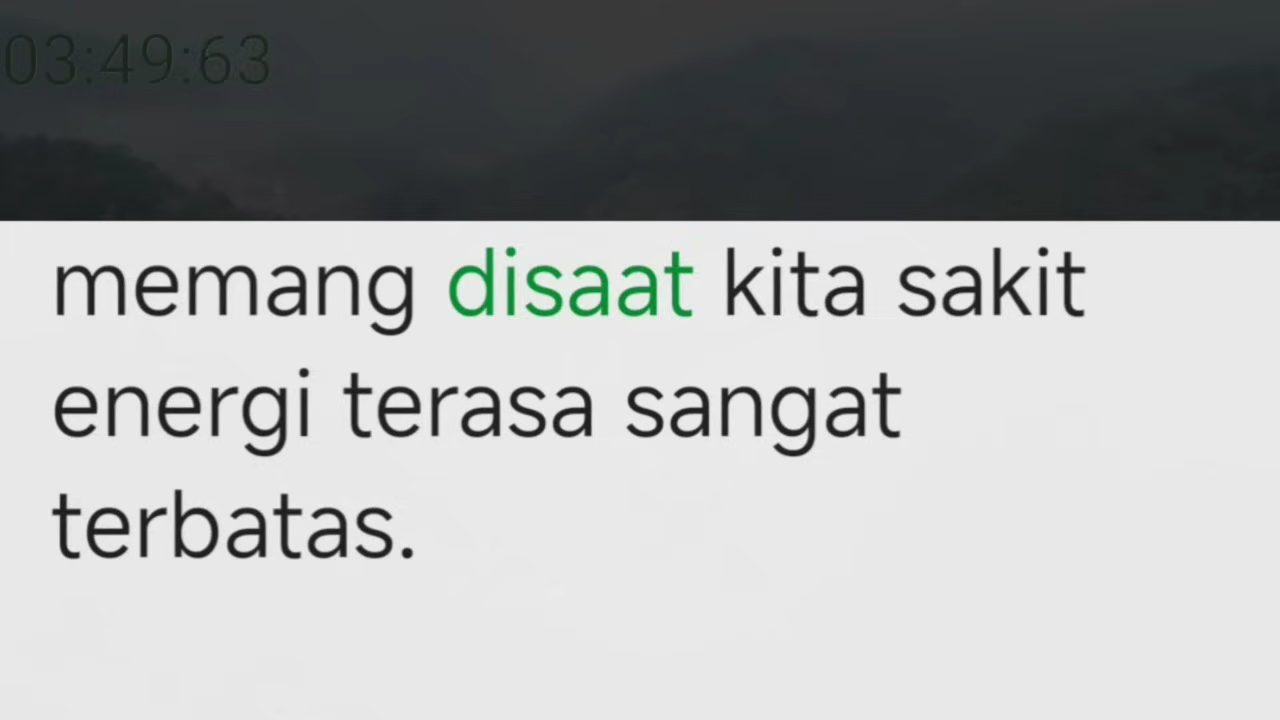 03:49:63
memang disaat kita sakit
energi terasa sangat
terbatas.